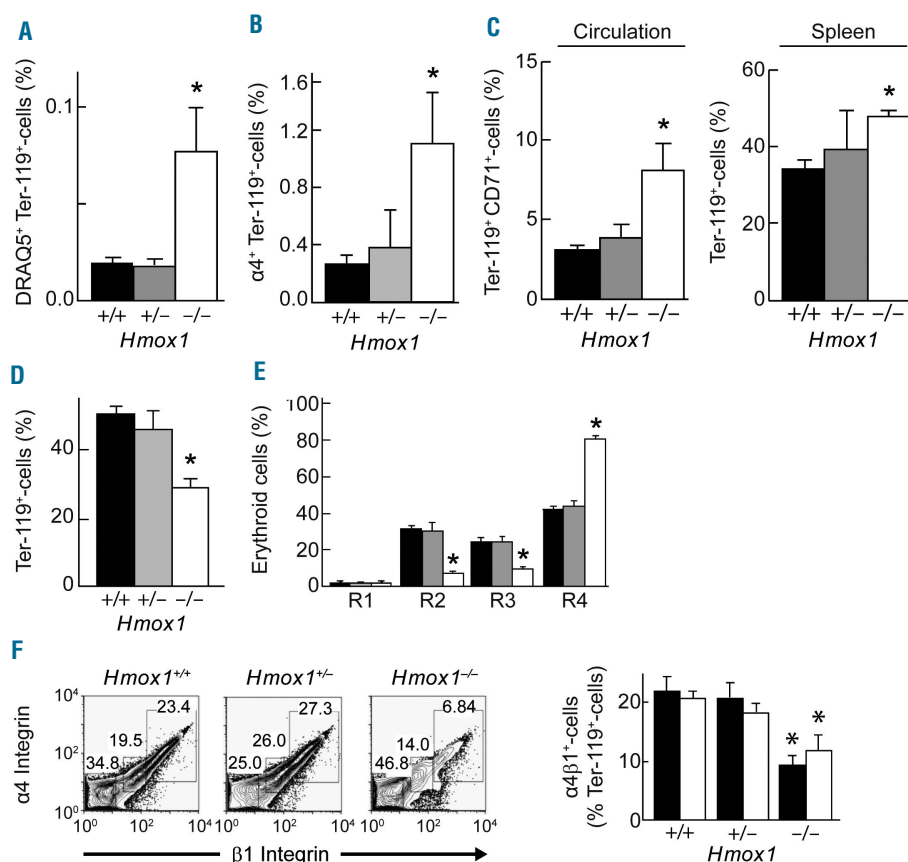 A
DRAQ5⁺ Ter-119⁺-cells (%)
0.1
0.0
*
+/+ +/− −/−
Hmox1
B
α4⁺ Ter-119⁺-cells (%)
1.6
1.2
0.8
0.4
0.0
*
+/+ +/− −/−
Hmox1
C
Circulation
Ter-119⁺ CD71⁺-cells (%)
15
10
5
0
*
+/+ +/− −/−
Hmox1
Spleen
Ter-119⁺-cells (%)
60
40
20
0
*
+/+ +/− −/−
Hmox1
D
Ter-119⁺-cells (%)
40
20
0
*
+/+ +/− −/−
Hmox1
E
Erythroid cells (%)
100
80
60
40
20
0
* * *
R1 R2 R3 R4
F
Hmox1⁺/⁺ Hmox1⁺/⁻ Hmox1⁻/⁻
α4 Integrin
10⁴
10²
10⁰
23.4
19.5
34.8
10⁰ 10² 10⁴
27.3
26.0
25.0
10⁰ 10² 10⁴
6.84
14.0
46.8
10⁰ 10² 10⁴
β1 Integrin
α4β1⁺-cells
(% Ter-119⁺-cells)
20
10
0
* *
+/+ +/− −/−
Hmox1